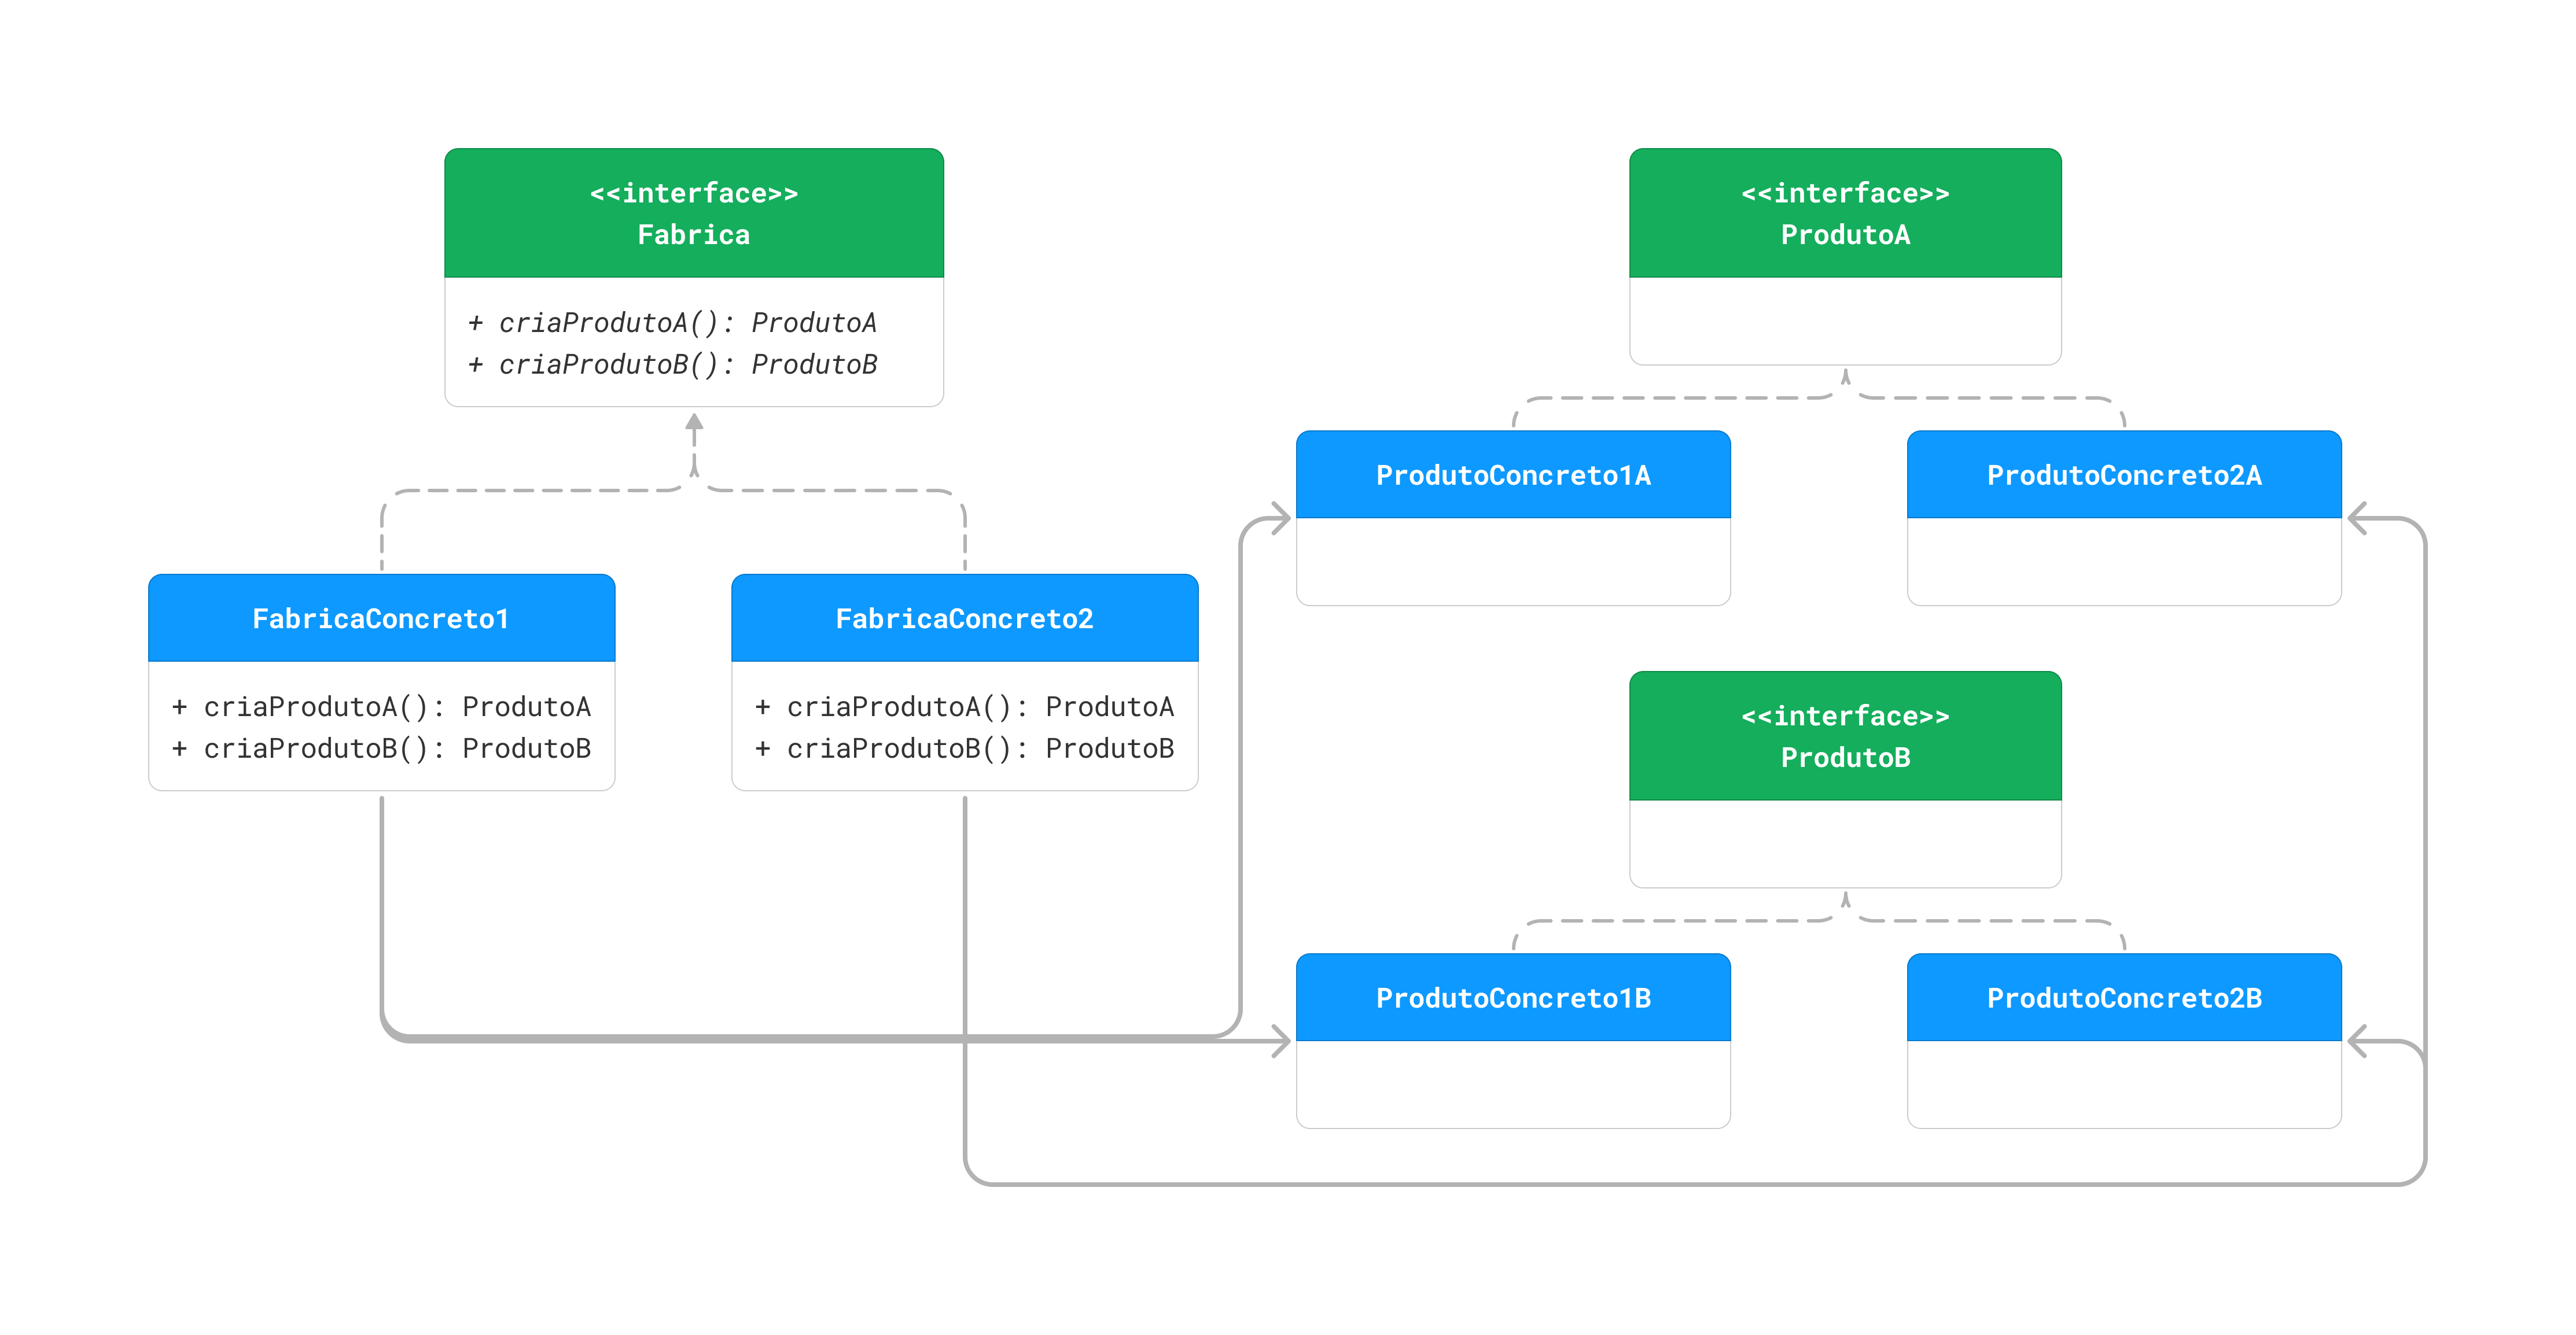 <<interface>>
Fabrica
+ criaProdutoA(): ProdutoA
+ criaProdutoB(): ProdutoB
FabricaConcreto1
+ criaProdutoA(): ProdutoA
+ criaProdutoB(): ProdutoB
FabricaConcreto2
+ criaProdutoA(): ProdutoA
+ criaProdutoB(): ProdutoB
<<interface>>
ProdutoA
ProdutoConcreto1A
ProdutoConcreto2A
<<interface>>
ProdutoB
ProdutoConcreto1B
ProdutoConcreto2B